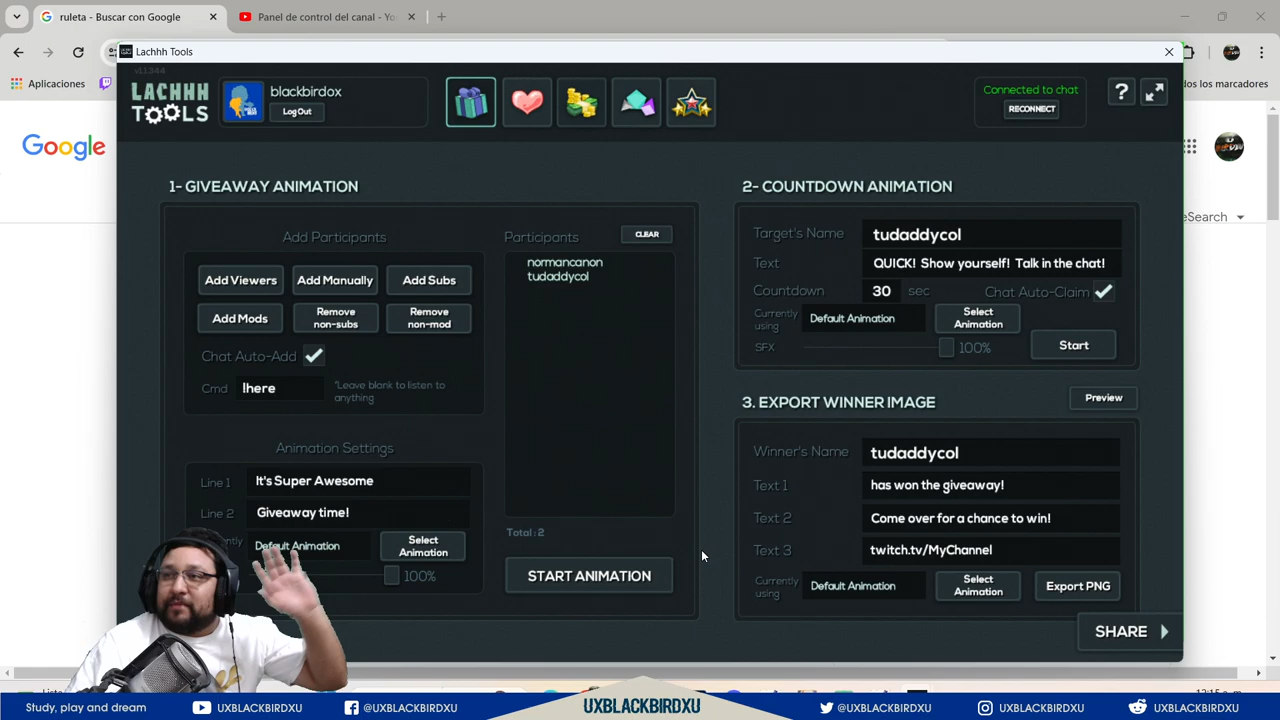 ruleta - Buscar con Google
Panel de control del canal - Yo
Lachhh Tools
Aplicaciones
dos los marcadores
Google
eSearch
v1.1.344
LACHHH
TOOLS
blackbirdox
Log Out
Connected to chat
RECONNECT
?
1- GIVEAWAY ANIMATION
Add Participants
Add Viewers
Add Manually
Add Subs
Add Mods
Remove
non-subs
Remove
non-mod
Chat Auto-Add
Cmd
!here
*Leave blank to listen to
anything
Participants
CLEAR
normancanon
tudaddycol
Total : 2
START ANIMATION
Animation Settings
Line 1
It's Super Awesome
Line 2
Giveaway time!
Default Animation
Select
Animation
100%
2- COUNTDOWN ANIMATION
Target's Name
tudaddycol
Text
QUICK! Show yourself! Talk in the chat!
Countdown
30
sec
Chat Auto-Claim
Currently
using
Default Animation
Select
Animation
SFX
100%
Start
3. EXPORT WINNER IMAGE
Preview
Winner's Name
tudaddycol
Text 1
has won the giveaway!
Text 2
Come over for a chance to win!
Text 3
twitch.tv/MyChannel
Currently
using
Default Animation
Select
Animation
Export PNG
SHARE
Study, play and dream
UXBLACKBIRDXU
@UXBLACKBIRDXU
UXBLACKBIRDXU
@UXBLACKBIRDXU
UXBLACKBIRDXU
UXBLACKBIRDXU